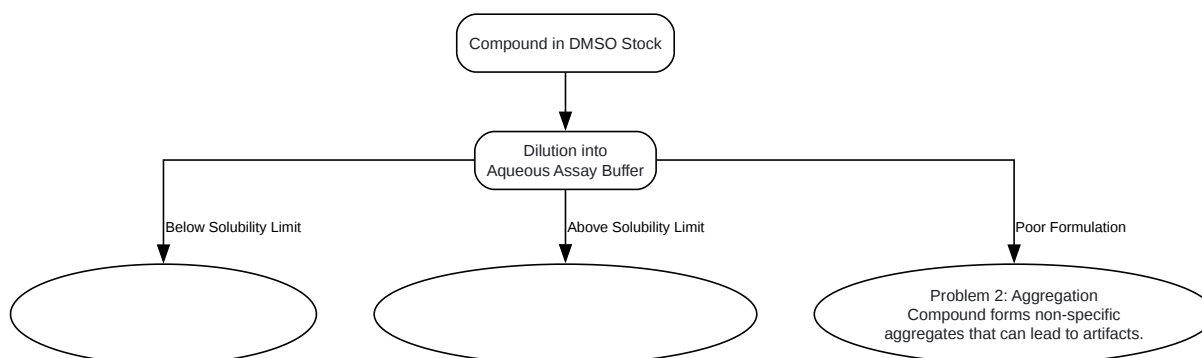 Compound in DMSO Stock
Dilution into
Aqueous Assay Buffer
Below Solubility Limit
Above Solubility Limit
Poor Formulation
Problem 2: Aggregation
Compound forms non-specific
aggregates that can lead to artifacts.